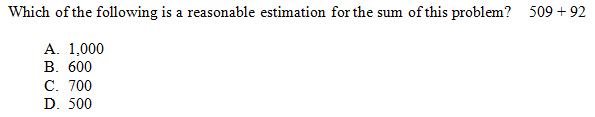 Which of the following is a reasonable estimation for the sum of this problem? 509 + 92
A. 1,000
B. 600
C. 700
D. 500